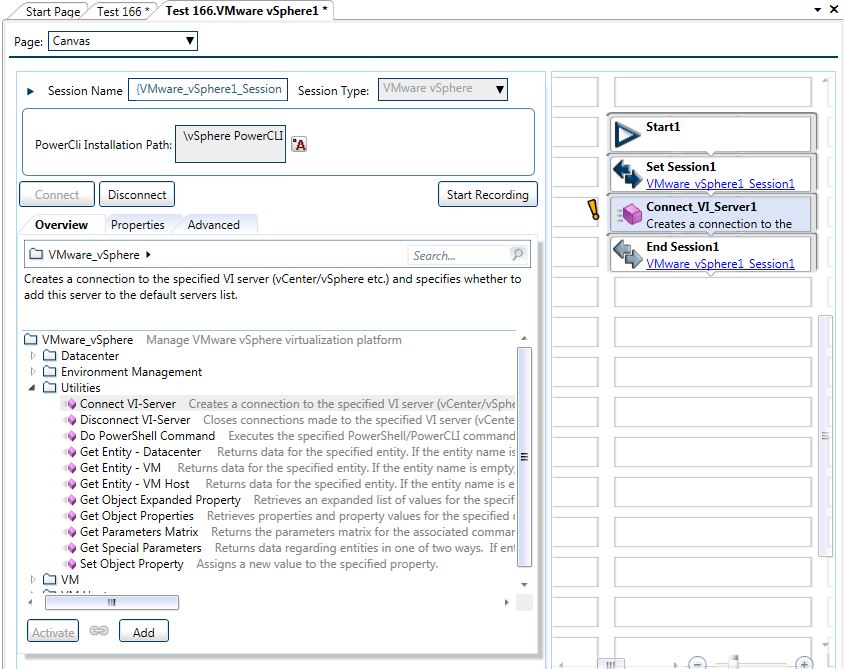 Start Page
Test 166 *
Test 166.VMware vSphere1 *
Page:
Canvas
Session Name
{VMware_vSphere1_Session
Session Type:
VMware vSphere
PowerCli Installation Path:
\vSphere PowerCLI
A
Connect
Disconnect
Start Recording
Overview
Properties
Advanced
VMware_vSphere
Search...
Creates a connection to the specified VI server (vCenter/vSphere etc.) and specifies whether to
add this server to the default servers list.
VMware_vSphere Manage VMware vSphere virtualization platform
Datacenter
Environment Management
Utilities
Connect VI-Server Creates a connection to the specified VI server (vCenter/vSphe
Disconnect VI-Server Closes connections made to the specified VI server (vCente
Do PowerShell Command Executes the specified PowerShell/PowerCLI command
Get Entity - Datacenter Returns data for the specified entity. If the entity name is e
Get Entity - VM Returns data for the specified entity. If the entity name is empty,
Get Entity - VM Host Returns data for the specified entity. If the entity name is e
Get Object Expanded Property Retrieves an expanded list of values for the specif
Get Object Properties Retrieves properties and property values for the specified
Get Parameters Matrix Returns the parameters matrix for the associated commar
Get Special Parameters Returns data regarding entities in one of two ways. If ent
Set Object Property Assigns a new value to the specified property.
VM
Activate
Add
Start1
Set Session1
VMware_vSphere1_Session1
Connect_VI_Server1
Creates a connection to the
End Session1
VMware_vSphere1_Session1